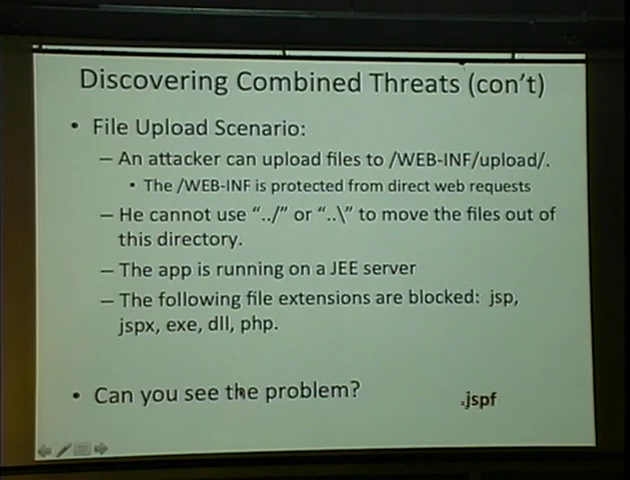 Discovering Combined Threats (con't)
• File Upload Scenario:
– An attacker can upload files to /WEB-INF/upload/.
• The /WEB-INF is protected from direct web requests
– He cannot use “../” or “..\” to move the files out of
this directory.
– The app is running on a JEE server
– The following file extensions are blocked: jsp,
jspx, exe, dll, php.
• Can you see the problem?
.jspf